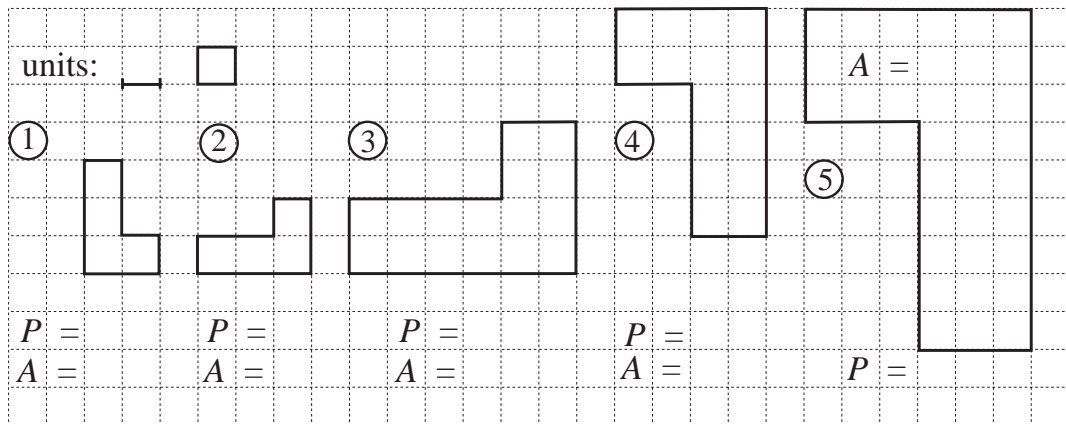 units:
A =
1 2 3 4
5
P = P = P = P =
A = A = A = A = P =